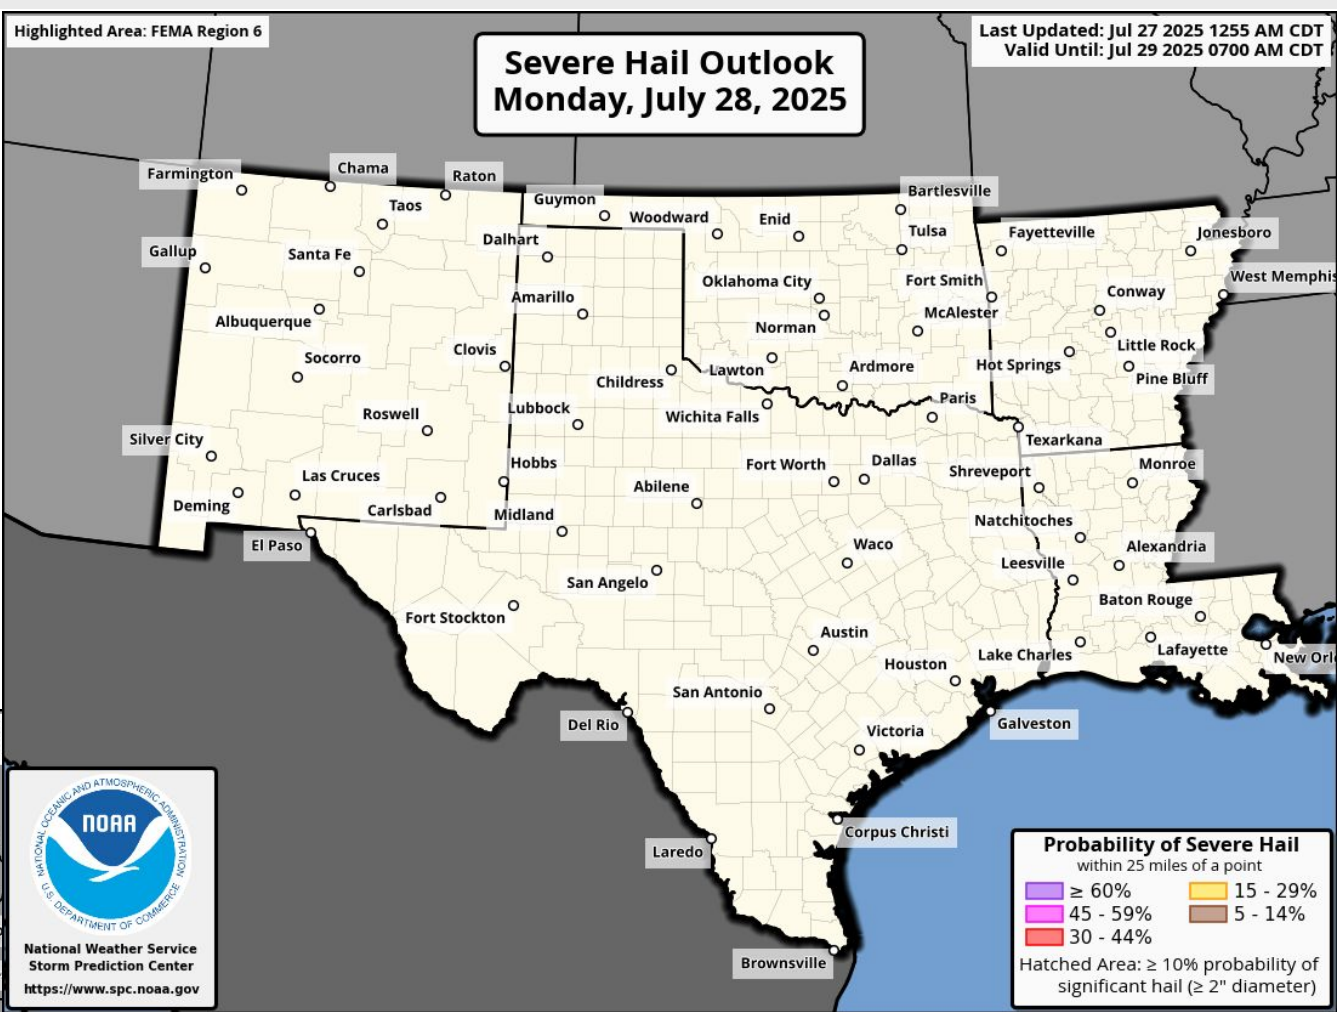 Highlighted Area: FEMA Region 6
Severe Hail Outlook
Monday, July 28, 2025
Last Updated: Jul 27 2025 1255 AM CDT
Valid Until: Jul 29 2025 0700 AM CDT
Farmington
Chama
Raton
Taos
Guymon
Woodward
Enid
Bartlesville
Tulsa
Fayetteville
Jonesboro
Gallup
Santa Fe
Dalhart
Oklahoma City
Fort Smith
West Memphis
Amarillo
Conway
Albuquerque
Norman
McAlester
Socorro
Clovis
Little Rock
Childress
Lawton
Ardmore
Hot Springs
Pine Bluff
Roswell
Lubbock
Wichita Falls
Paris
Silver City
Texarkana
Las Cruces
Hobbs
Fort Worth
Dallas
Shreveport
Monroe
Deming
Carlsbad
Abilene
Midland
Natchitoches
El Paso
Waco
Alexandria
San Angelo
Leesville
Fort Stockton
Baton Rouge
Austin
Lake Charles
Lafayette
New Orl
Houston
San Antonio
Del Rio
Galveston
Victoria
Laredo
Corpus Christi
Brownsville
NATIONAL OCEANIC AND ATMOSPHERIC ADMINISTRATION
NOAA
U.S. DEPARTMENT OF COMMERCE
National Weather Service
Storm Prediction Center
https://www.spc.noaa.gov
Probability of Severe Hail
within 25 miles of a point
≥ 60% 15 - 29%
45 - 59% 5 - 14%
30 - 44%
Hatched Area: ≥ 10% probability of
significant hail (≥ 2" diameter)